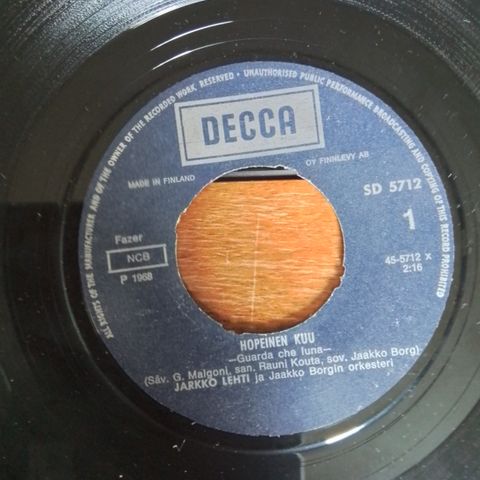 ALL RIGHTS OF THE MANUFACTURER AND OF THE OWNER OF THE RECORDED WORK RESERVED • UNAUTHORISED PUBLIC PERFORMANCE BROADCASTING AND COPYING OF THIS RECORD PROHIBITED
DECCA
MADE IN FINLAND
OY FINNLEVY AB
SD 5712
1
Fazer
NCB
P 1968
45-5712 x
2:16
HOPEINEN KUU
—Guarda che luna—
(Säv. G. Malgoni, san. Rauni Kouta, sov. Jaakko Borg)
JARKKO LEHTI ja Jaakko Borgin orkesteri